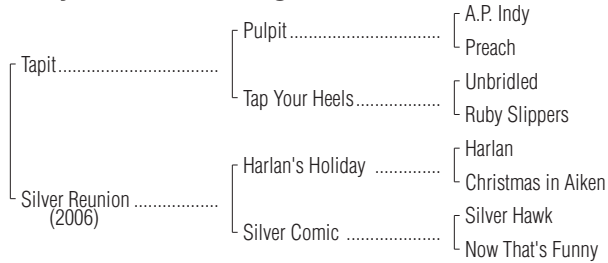 A.P. Indy
Pulpit........................................
Preach
Tapit..................................
Unbridled
Tap Your Heels..................
Ruby Slippers
Harlan
Harlan's Holiday ..............
Christmas in Aiken
Silver Reunion ..................
(2006)
Silver Hawk
Silver Comic ....................
Now That's Funny